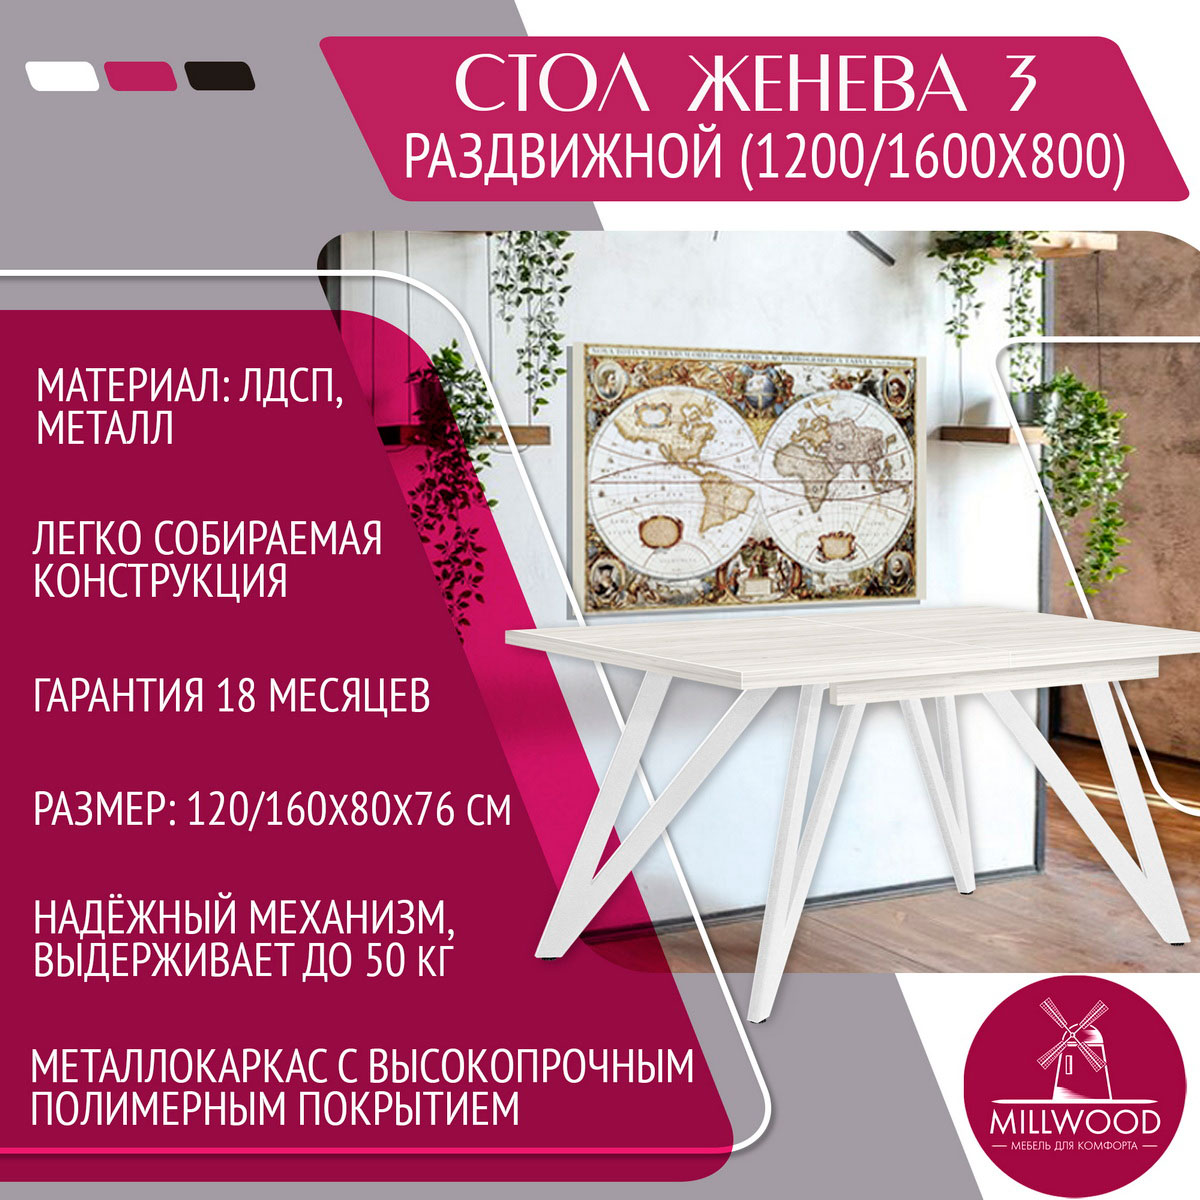 СТОЛ ЖЕНЕВА 3
РАЗДВИЖНОЙ (1200/1600Х800)
МАТЕРИАЛ: ЛДСП,
МЕТАЛЛ
ЛЕГКО СОБИРАЕМАЯ
КОНСТРУКЦИЯ
ГАРАНТИЯ 18 МЕСЯЦЕВ
РАЗМЕР: 120/160Х80Х76 СМ
НАДЁЖНЫЙ МЕХАНИЗМ,
ВЫДЕРЖИВАЕТ ДО 50 КГ
МЕТАЛЛОКАРКАС С ВЫСОКОПРОЧНЫМ
ПОЛИМЕРНЫМ ПОКРЫТИЕМ
MILLWOOD
— МЕБЕЛЬ ДЛЯ КОМФОРТА —